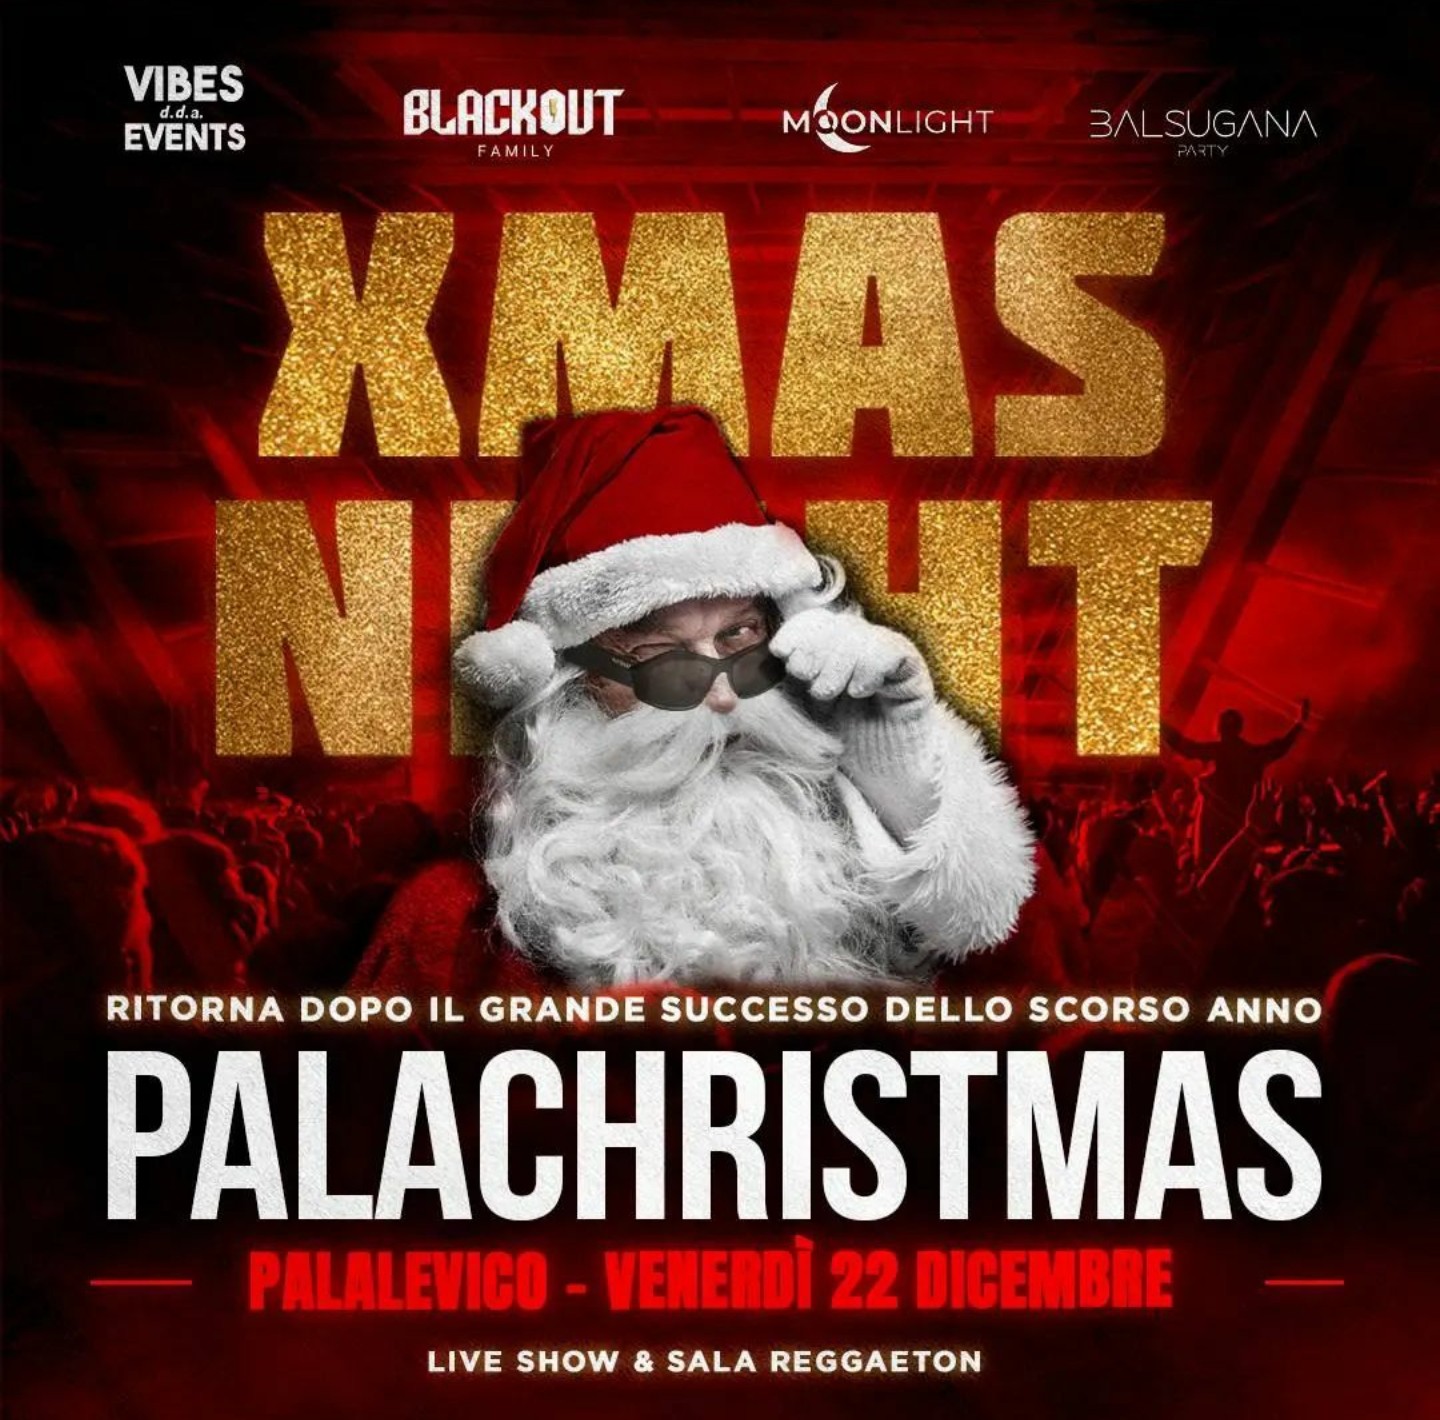 VIBES
d.d.a.
EVENTS
BLACKOUT
FAMILY
MOONLIGHT
BALSUGANA
PARTY
XMAS
NIGHT
RITORNA DOPO IL GRANDE SUCCESSO DELLO SCORSO ANNO
PALACHRISTMAS
PALALEVICO - VENERDÌ 22 DICEMBRE
LIVE SHOW & SALA REGGAETON